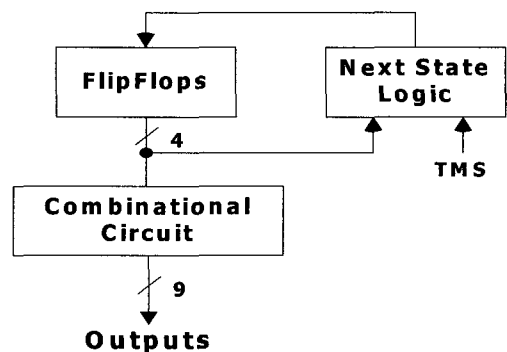 FlipFlops
Next State
Logic
4
TMS
Combinational
Circuit
9
Outputs